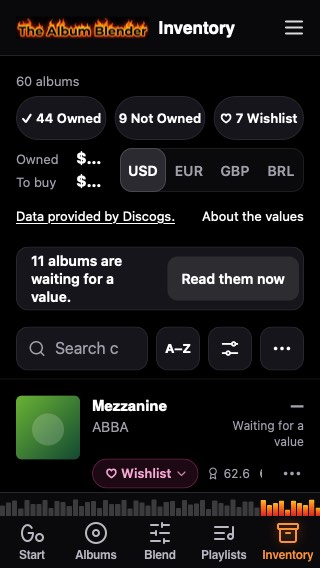 The Album Blender Inventory
60 albums
✓ 44 Owned 9 Not Owned ♡ 7 Wishlist
Owned $...
To buy $...
USD EUR GBP BRL
Data provided by Discogs. About the values
11 albums are
waiting for a
value.
Read them now
Search c A–Z ...
Mezzanine —
ABBA
Waiting for a
value
♡ Wishlist 62.6 ...
Start Albums Blend Playlists Inventory